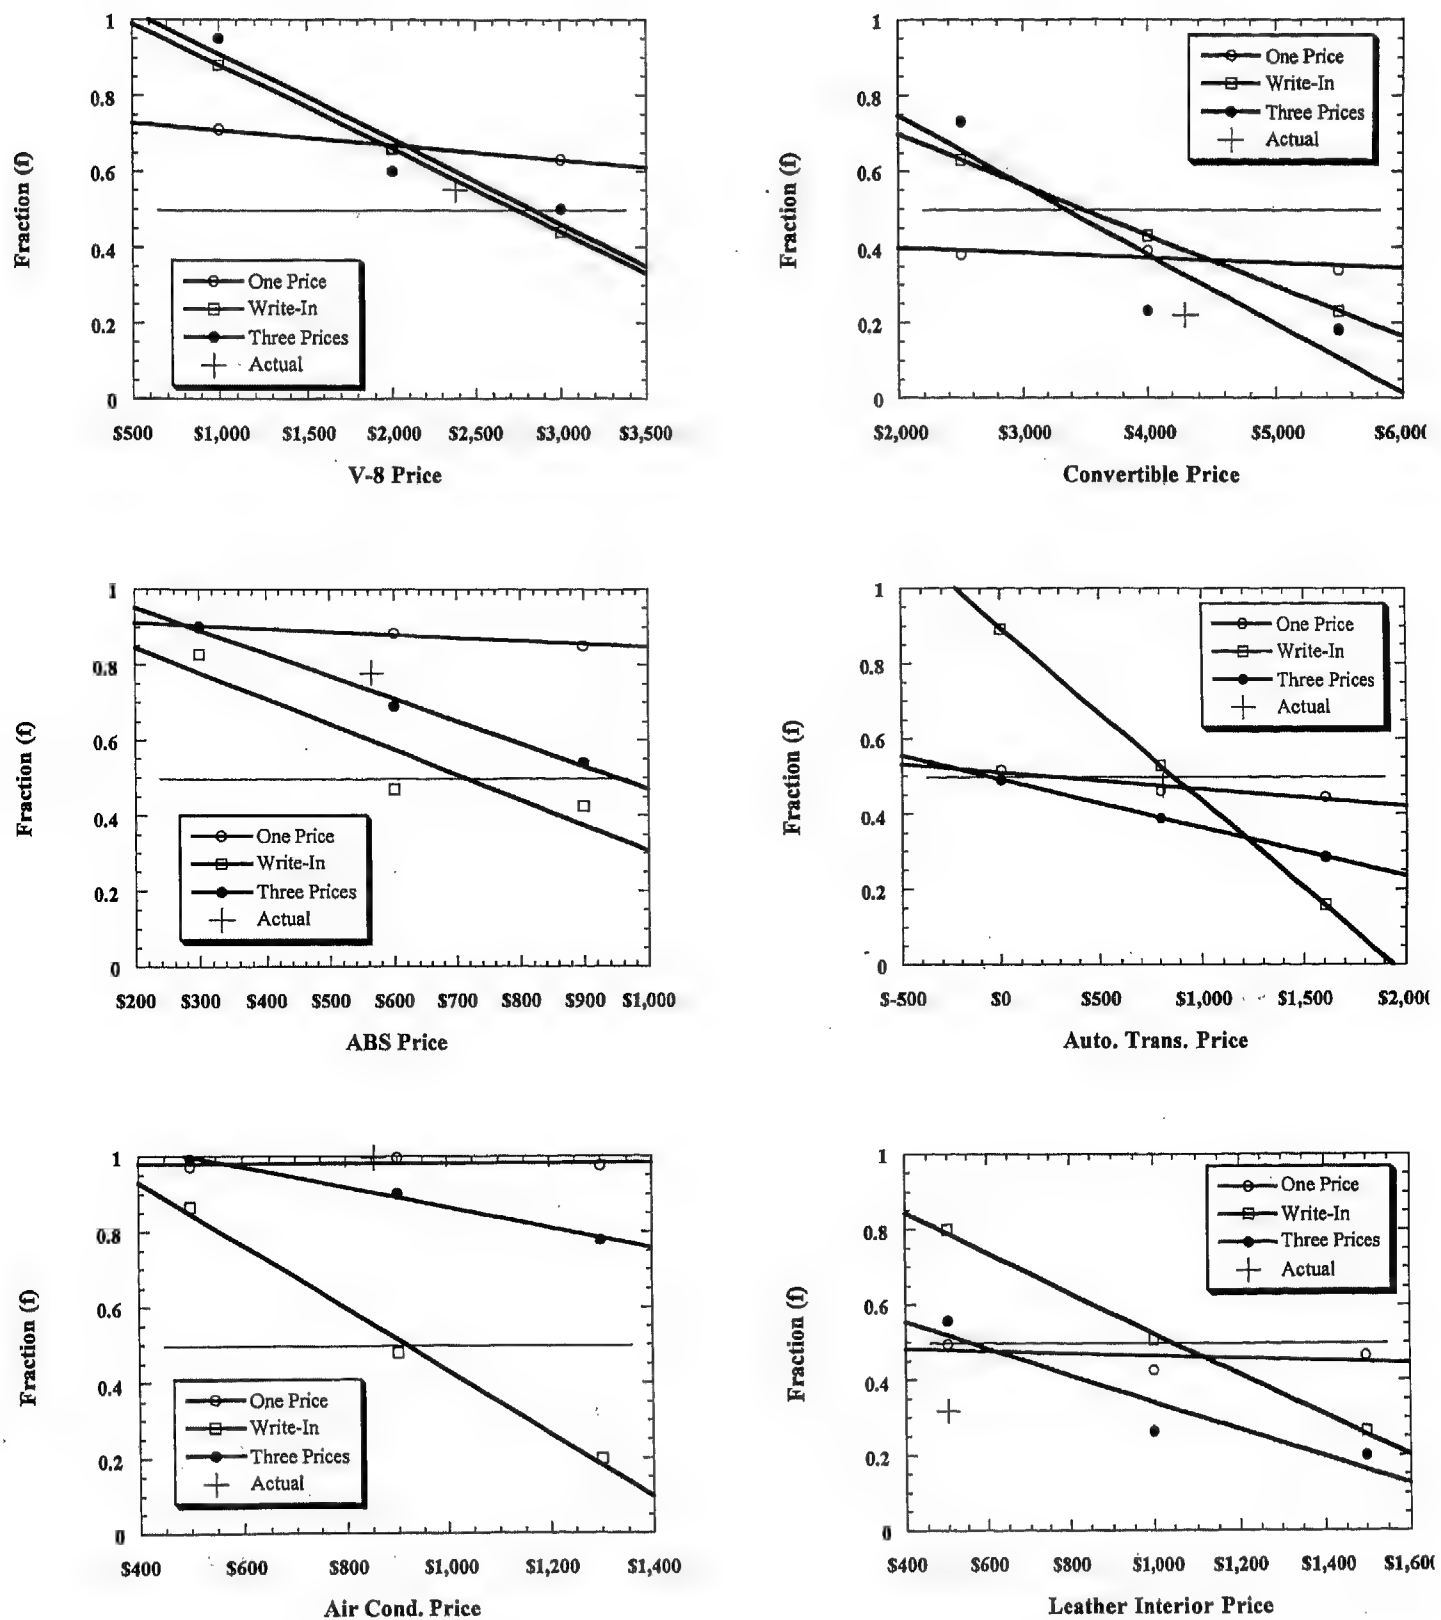 1
0.8
0.6
0.4
0.2
0
Fraction (f)
One Price
Write-In
Three Prices
Actual
$500 $1,000 $1,500 $2,000 $2,500 $3,000 $3,500
V-8 Price
1
0.8
0.6
0.4
0.2
0
Fraction (f)
One Price
Write-In
Three Prices
Actual
$2,000 $3,000 $4,000 $5,000 $6,00
Convertible Price
1
0.8
0.6
0.4
0.2
0
Fraction (f)
One Price
Write-In
Three Prices
Actual
$200 $300 $400 $500 $600 $700 $800 $900 $1,000
ABS Price
1
0.8
0.6
0.4
0.2
0
Fraction (f)
One Price
Write-In
Three Prices
Actual
$-500 $0 $500 $1,000 $1,500 $2,00
Auto. Trans. Price
1
0.8
0.6
0.4
0.2
0
Fraction (f)
One Price
Write-In
Three Prices
Actual
$400 $600 $800 $1,000 $1,200 $1,400
Air Cond. Price
1
0.8
0.6
0.4
0.2
0
Fraction (f)
One Price
Write-In
Three Prices
Actual
$400 $600 $800 $1,000 $1,200 $1,400 $1,60
Leather Interior Price